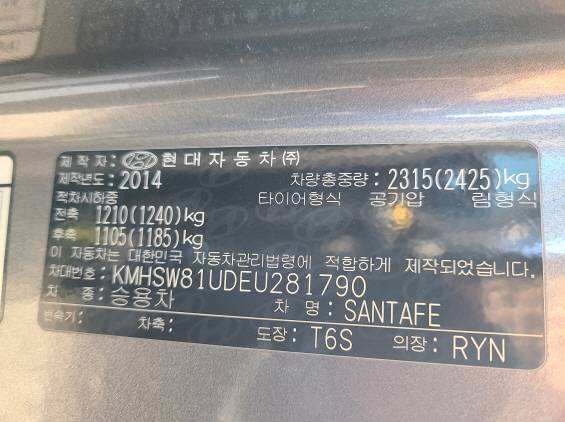 제 작 자: 현대자동차(주)
제작년도: 2014 차량총중량: 2315(2425)kg
적차시하중 타이어형식 공기압 림형식
전축 1210(1240)kg
후축 1105(1185)kg
이 자동차는 대한민국 자동차관리법령에 적합하게 제작되었습니다.
차대번호: KMHSW81UDEU281790
차 종: 승용차 차 명: SANTAFE
변속기: 차축: 도장: T6S 의장: RYN